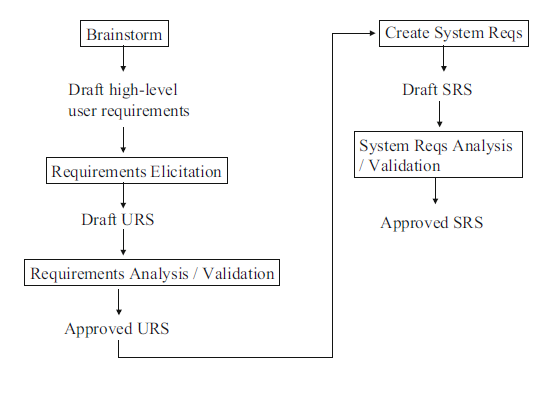 Brainstorm
Draft high-level
user requirements
Requirements Elicitation
Draft URS
Requirements Analysis / Validation
Approved URS
Create System Reqs
Draft SRS
System Reqs Analysis
/ Validation
Approved SRS